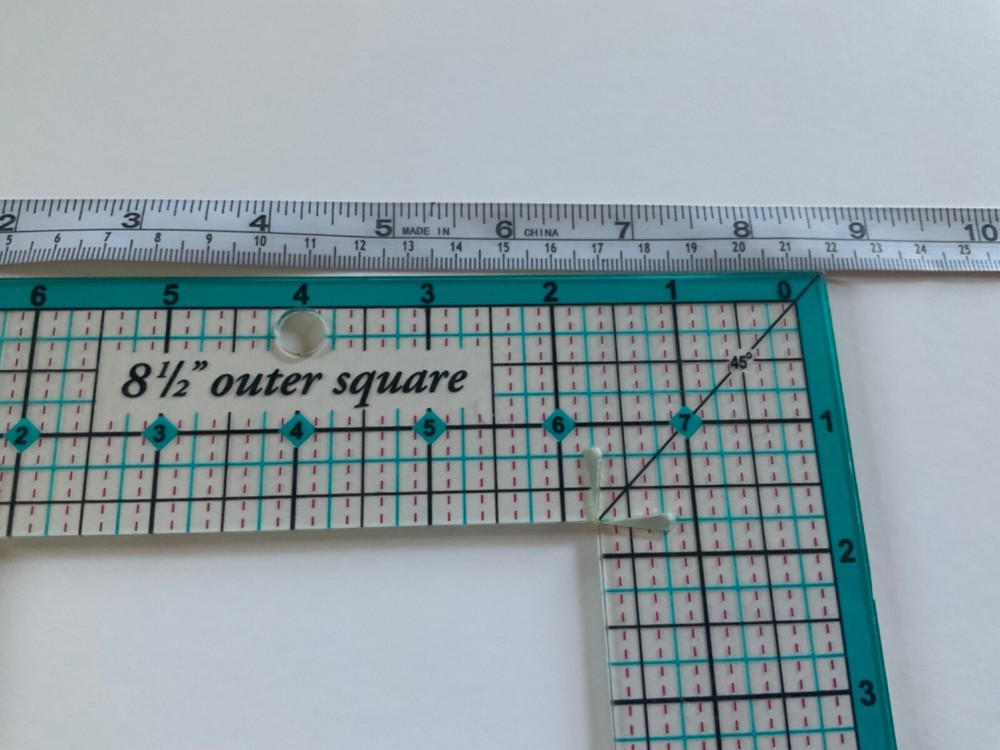 2 3 4 5 MADE IN 6 CHINA 7 8 9 10
5 6 7 8 9 10 11 12 13 14 15 16 17 18 19 20 21 22 23 24 25
6 5 4 3 2 1 0
45°
8 1/2" outer square
2 3 4 5 6 7 1
2
3